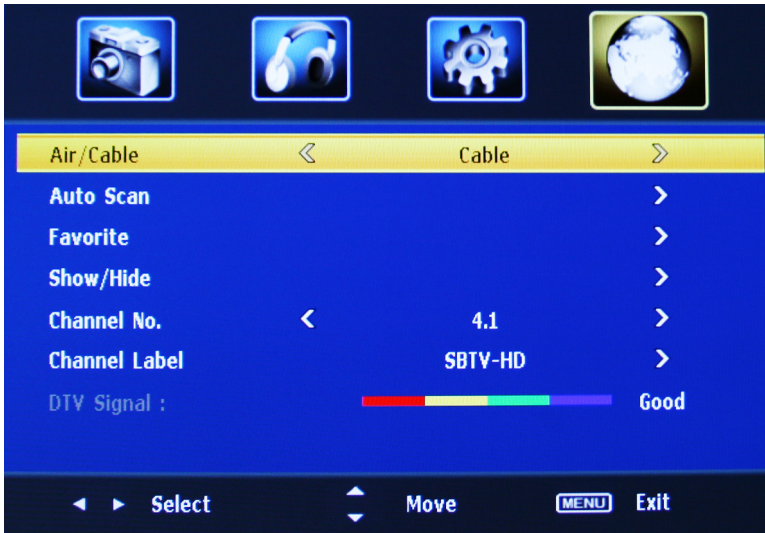 Air/Cable Cable
Auto Scan
Favorite
Show/Hide
Channel No. 4.1
Channel Label SBTV-HD
DTV Signal : Good
Select Move MENU Exit